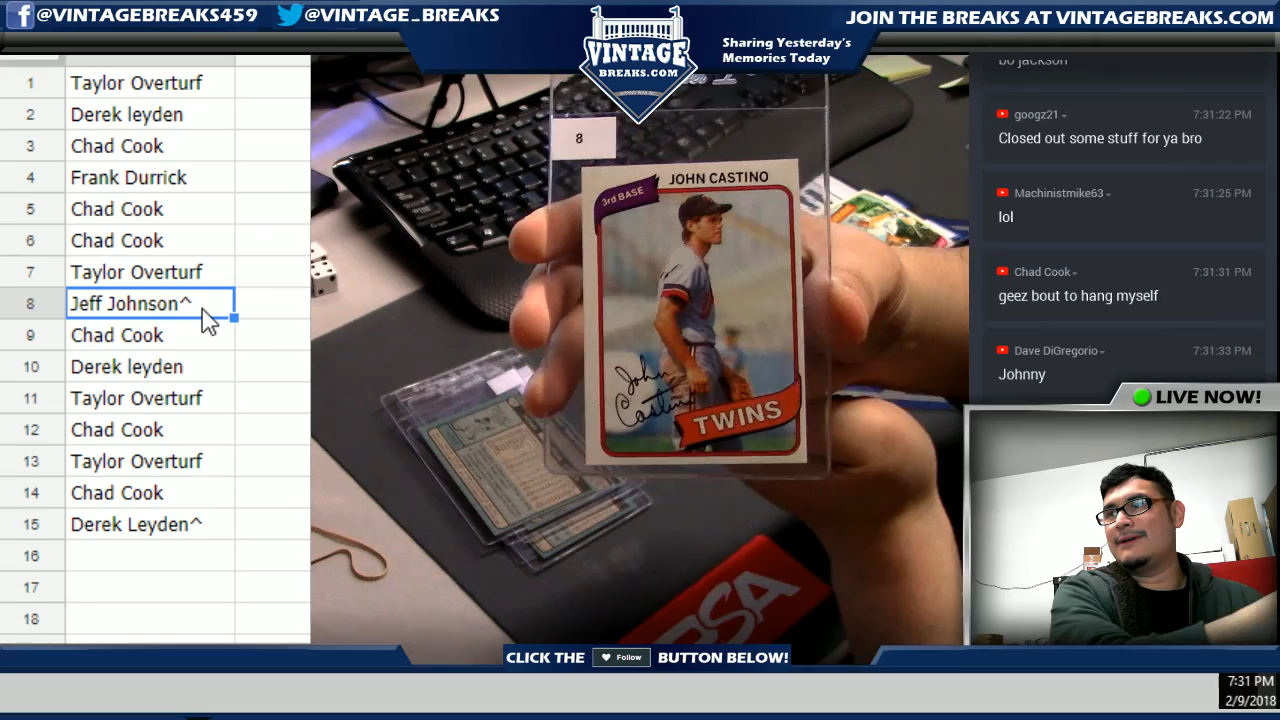 @VINTAGEBREAKS459
@VINTAGE_BREAKS
VINTAGE
BREAKS.COM
Sharing Yesterday's
Memories Today
JOIN THE BREAKS AT VINTAGEBREAKS.COM
1 Taylor Overturf
2 Derek leyden
3 Chad Cook
4 Frank Durrick
5 Chad Cook
6 Chad Cook
7 Taylor Overturf
8 Jeff Johnson^
9 Chad Cook
10 Derek leyden
11 Taylor Overturf
12 Chad Cook
13 Taylor Overturf
14 Chad Cook
15 Derek Leyden^
16
17
18
8
3rd BASE
JOHN CASTINO
John
Castino
TWINS
PSA
bo jackson
googz21 7:31:22 PM
Closed out some stuff for ya bro
Machinistmike63 7:31:25 PM
lol
Chad Cook 7:31:31 PM
geez bout to hang myself
Dave DiGregorio 7:31:33 PM
Johnny
LIVE NOW!
CLICK THE Follow BUTTON BELOW!
7:31 PM
2/9/2018